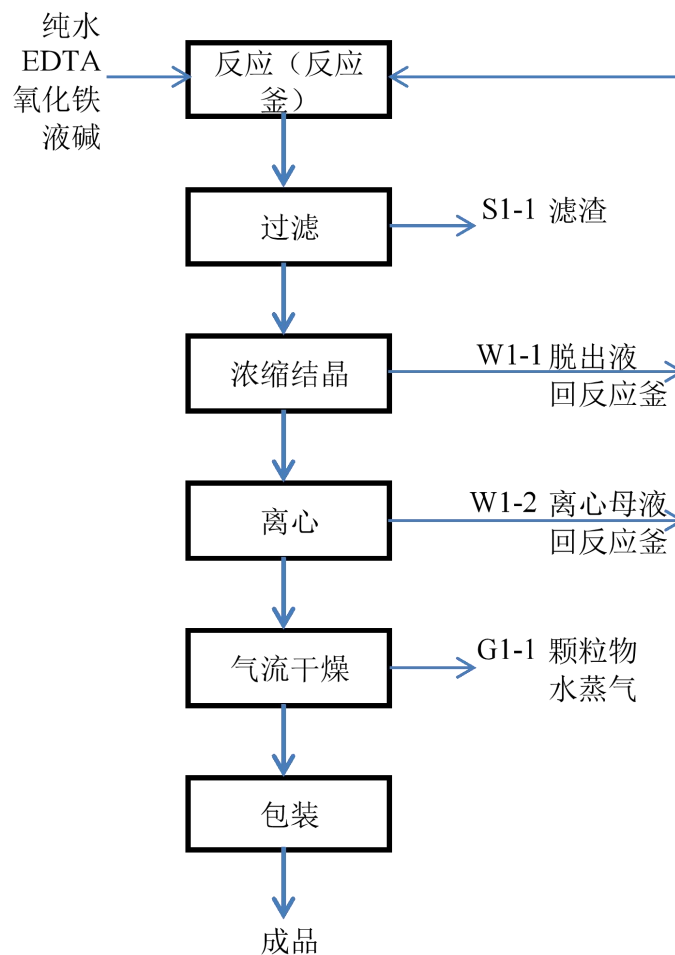 纯水
EDTA
氧化铁
液碱
反应（反应
釜）
过滤
S1-1 滤渣
浓缩结晶
W1-1 脱出液
回反应釜
离心
W1-2 离心母液
回反应釜
气流干燥
G1-1 颗粒物
水蒸气
包装
成品